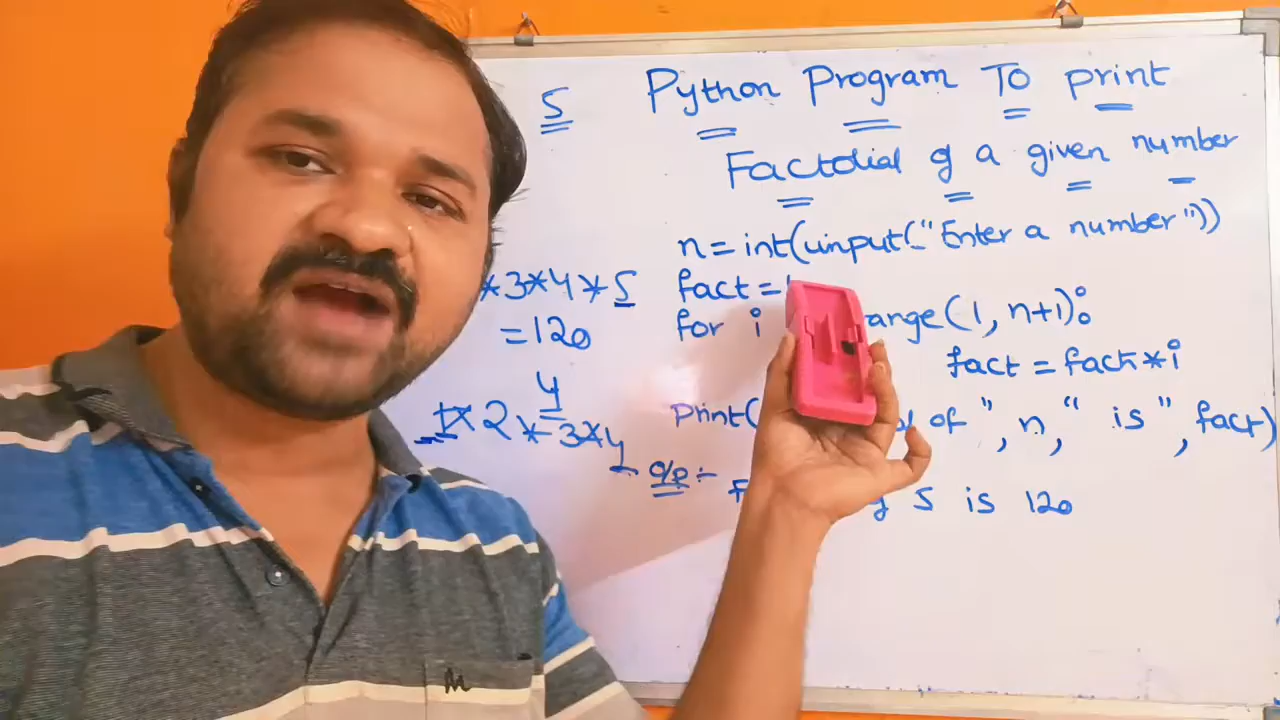 5 Python Program To print
Factorial of a given number
n = int(input("Enter a number"))
*3*4*5 fact =
=120 for i range(1, n+1):
fact = fact*i
4
1*2*3*4 Print( of", n, "is", fact)
o/p:- F of 5 is 120
M